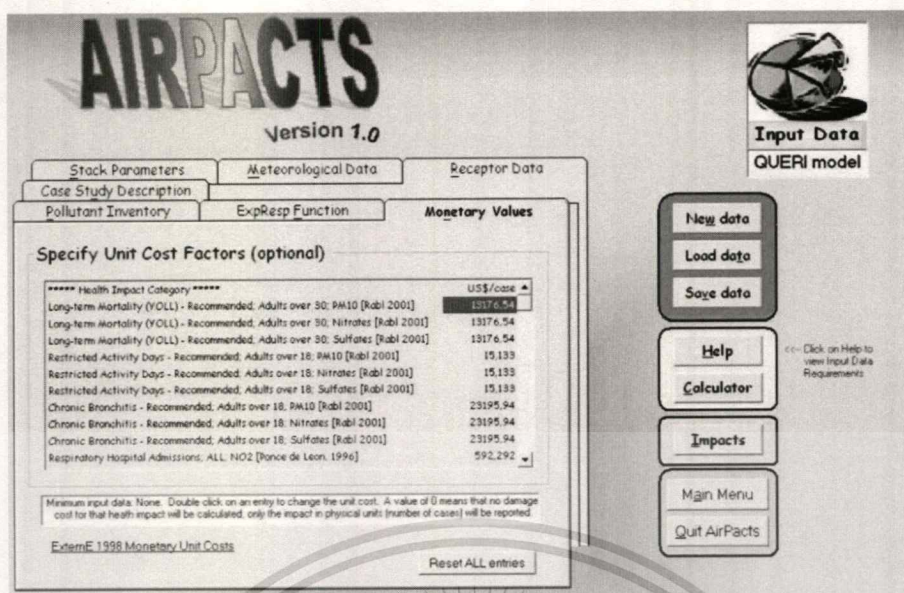 AIRPACTS
Version 1.0
Input Data
QUERI model
Stack Parameters
Meteorological Data
Receptor Data
Case Study Description
Pollutant Inventory
ExpResp Function
Monetary Values
Specify Unit Cost Factors (optional)
***** Health Impact Category ***** US$/case
Long-term Mortality (YOLL) - Recommended; Adults over 30; PM10 [Rabl 2001] 13176,54
Long-term Mortality (YOLL) - Recommended; Adults over 30; Nitrates [Rabl 2001] 13176,54
Long-term Mortality (YOLL) - Recommended; Adults over 30; Sulfates [Rabl 2001] 13176,54
Restricted Activity Days - Recommended; Adults over 18; PM10 [Rabl 2001] 15,133
Restricted Activity Days - Recommended; Adults over 18; Nitrates [Rabl 2001] 15,133
Restricted Activity Days - Recommended; Adults over 18; Sulfates [Rabl 2001] 15,133
Chronic Bronchitis - Recommended; Adults over 18; PM10 [Rabl 2001] 23195,94
Chronic Bronchitis - Recommended; Adults over 18; Nitrates [Rabl 2001] 23195,94
Chronic Bronchitis - Recommended; Adults over 18; Sulfates [Rabl 2001] 23195,94
Respiratory Hospital Admissions; ALL; NO2 [Ponce de Leon, 1996] 592,292
Minimum input data: None. Double click on an entry to change the unit cost. A value of 0 means that no damage
cost for that heath impact will be calculated, only the impact in physical units (number of cases) will be reported
ExternE 1998 Monetary Unit Costs
Reset ALL entries
New data
Load data
Save data
Help
Calculator
<<-- Click on Help to
view Input Data
Requirements
Impacts
Main Menu
Quit AirPacts